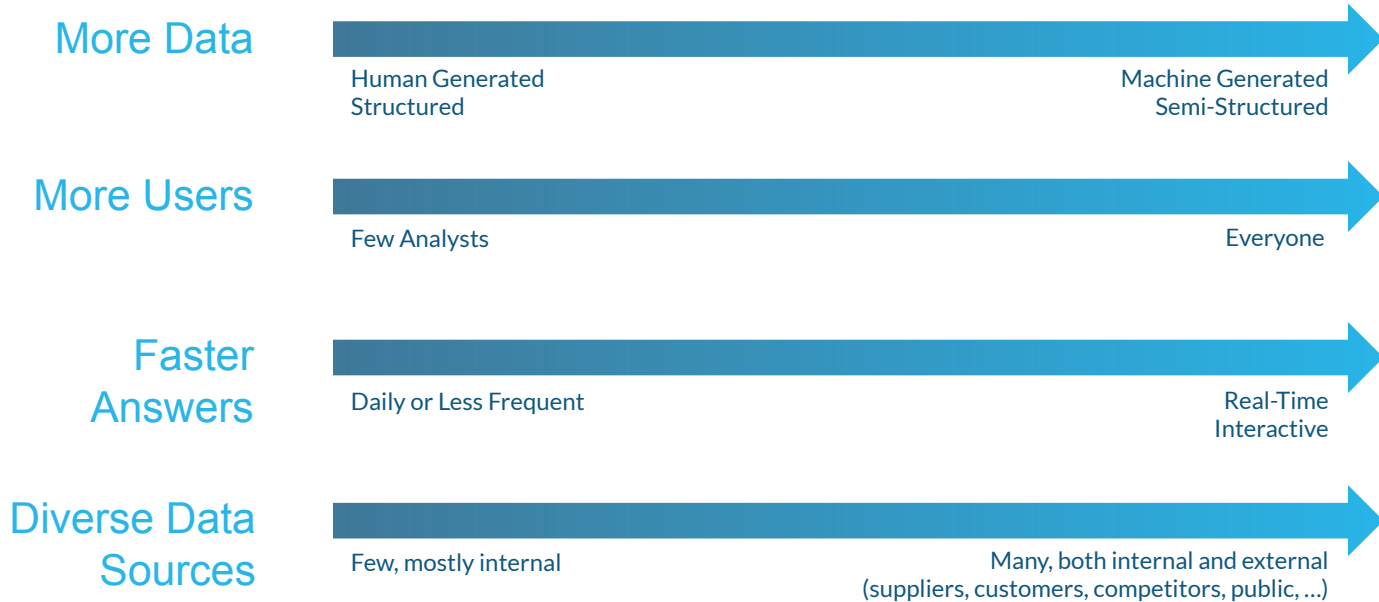 More Data
Human Generated
Structured
Machine Generated
Semi-Structured
More Users
Few Analysts
Everyone
Faster
Answers
Daily or Less Frequent
Real-Time
Interactive
Diverse Data
Sources
Few, mostly internal
Many, both internal and external
(suppliers, customers, competitors, public, ...)